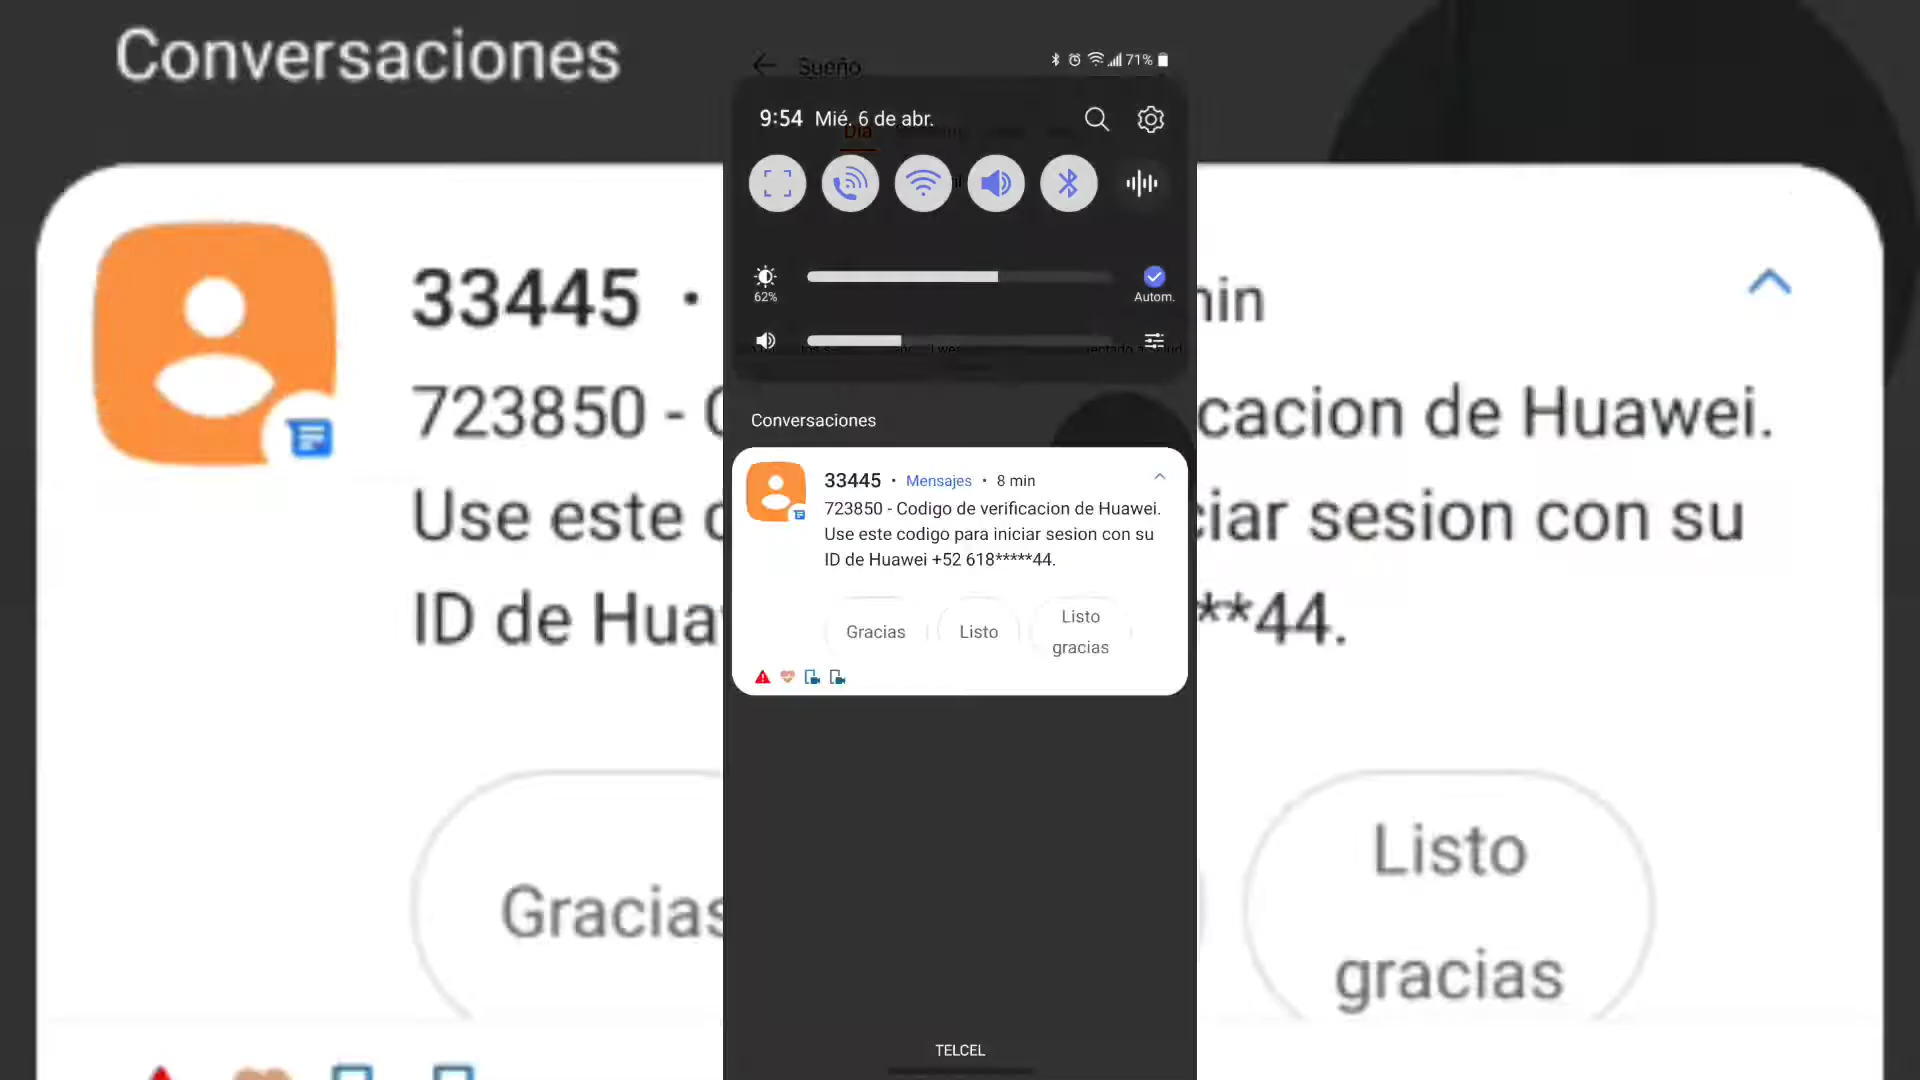 Conversaciones
33445 ·
min
723850 -
cacion de Huawei.
Use este
ciar sesion con su
ID de Hua
**44.
Gracias
Listo
gracias
Sueño
71%
9:54 Mié. 6 de abr.
Día
62%
Autom.
Conversaciones
33445 · Mensajes · 8 min
723850 - Codigo de verificacion de Huawei.
Use este codigo para iniciar sesion con su
ID de Huawei +52 618*****44.
Gracias
Listo
Listo
gracias
TELCEL